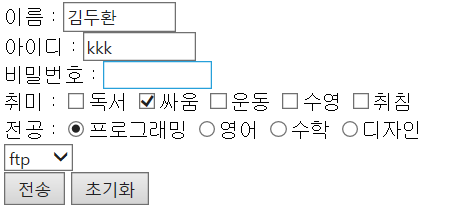 이름 : 김두환
아이디 : kkk
비밀번호 :
취미 : 독서 싸움 운동 수영 취침
전공 : 프로그래밍 영어 수학 디자인
ftp
전송 초기화